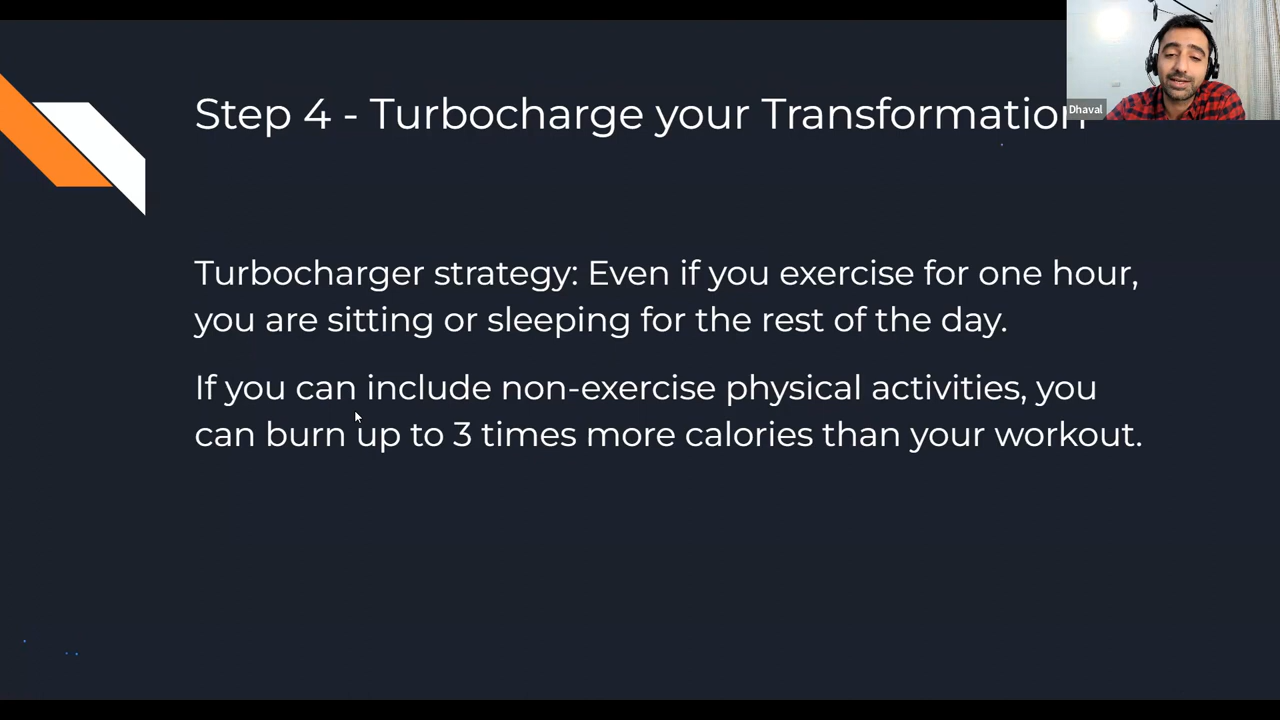 Step 4 - Turbocharge your Transformation
Dhaval
Turbocharger strategy: Even if you exercise for one hour,
you are sitting or sleeping for the rest of the day.
If you can include non-exercise physical activities, you
can burn up to 3 times more calories than your workout.